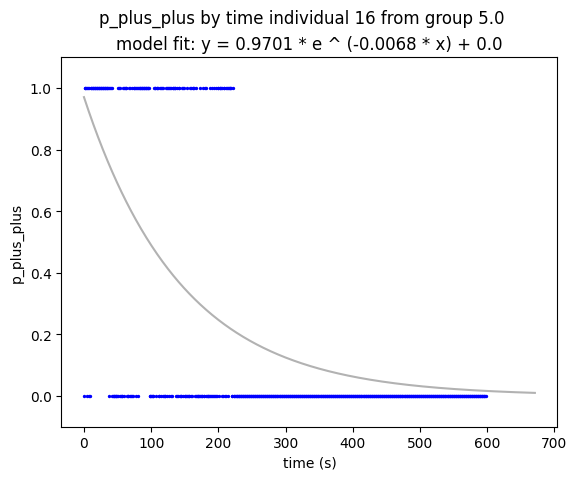 p_plus_plus by time individual 16 from group 5.0
model fit: y = 0.9701 * e ^ (-0.0068 * x) + 0.0
1.0
0.8
0.6
0.4
0.2
0.0
p_plus_plus
0 100 200 300 400 500 600 700
time (s)